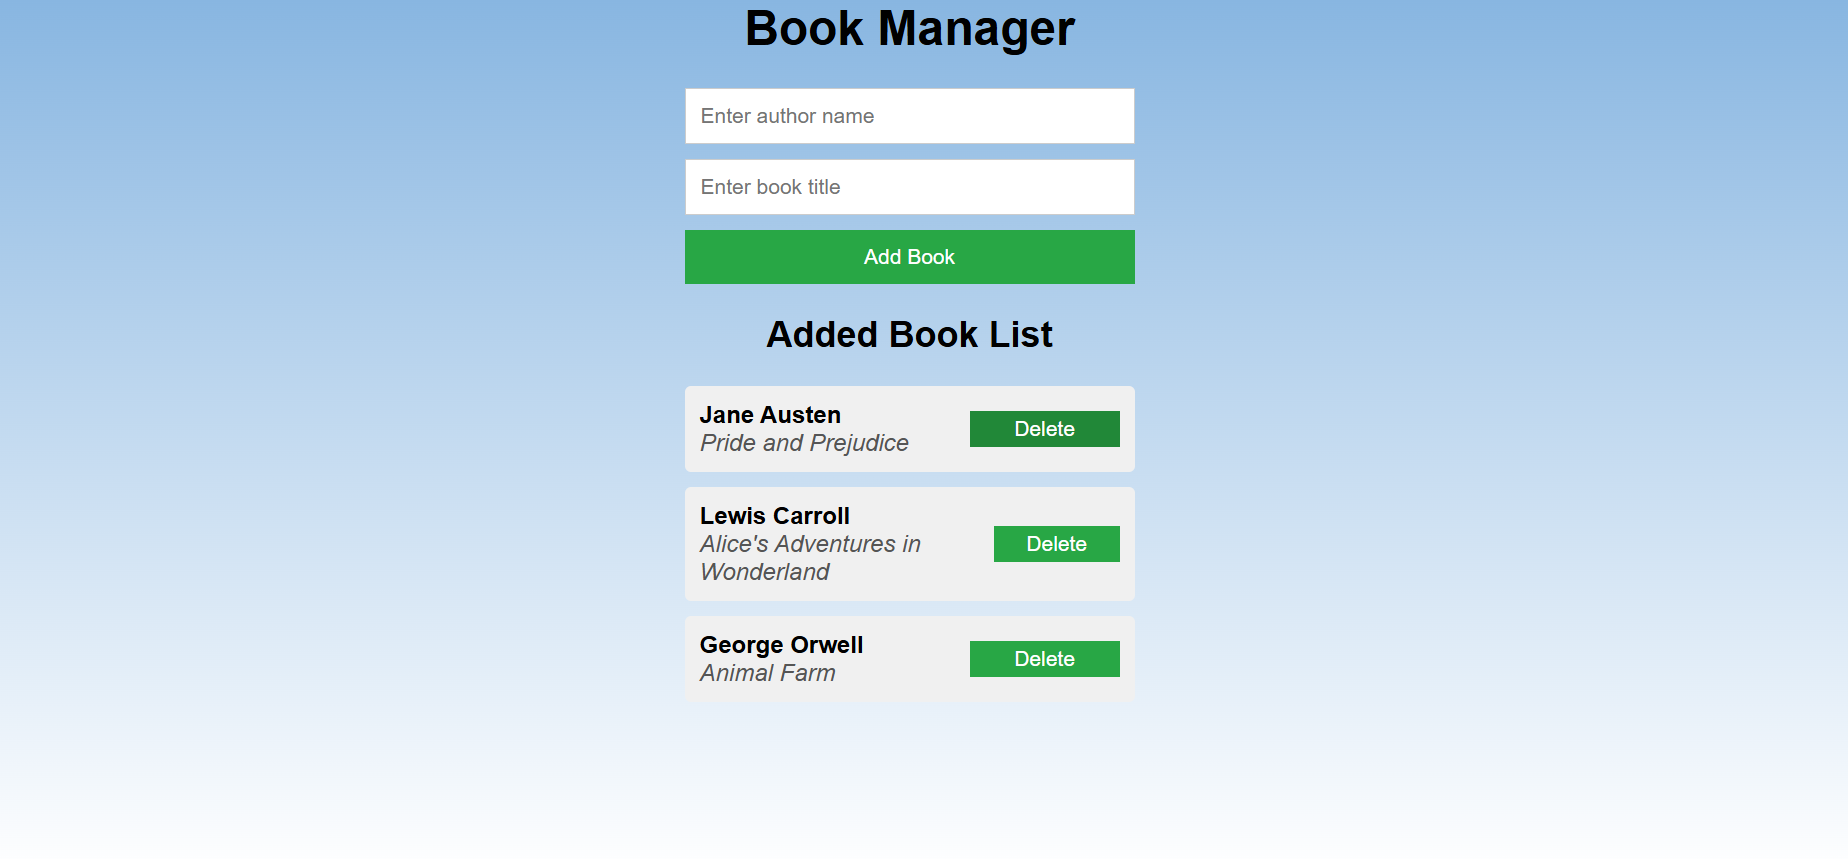 Book Manager
Enter author name
Enter book title
Add Book
Added Book List
Jane Austen
Pride and Prejudice
Delete
Lewis Carroll
Alice's Adventures in
Wonderland
Delete
George Orwell
Animal Farm
Delete